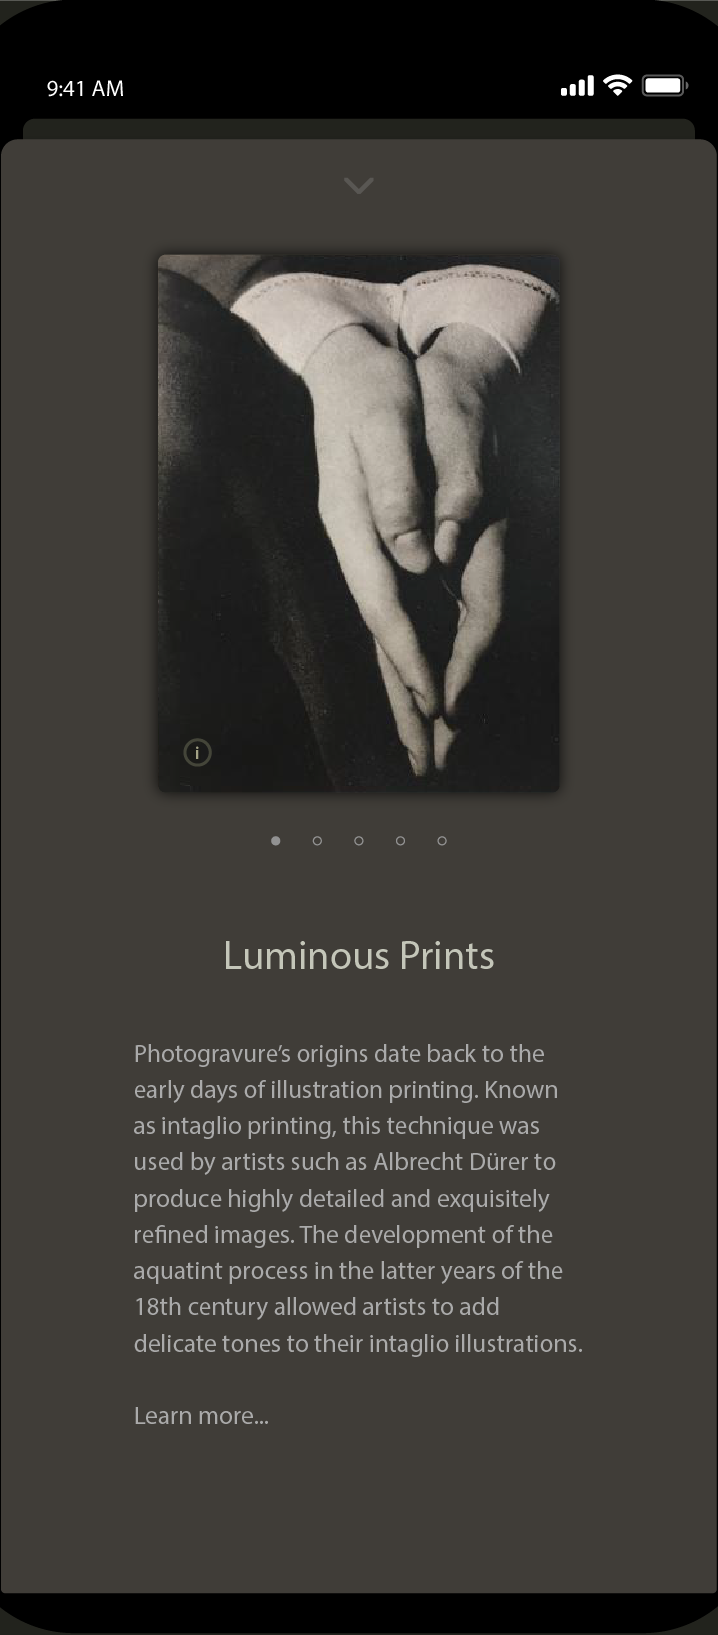 9:41 AM
i
Luminous Prints
Photogravure’s origins date back to the
early days of illustration printing. Known
as intaglio printing, this technique was
used by artists such as Albrecht Dürer to
produce highly detailed and exquisitely
refined images. The development of the
aquatint process in the latter years of the
18th century allowed artists to add
delicate tones to their intaglio illustrations.
Learn more...